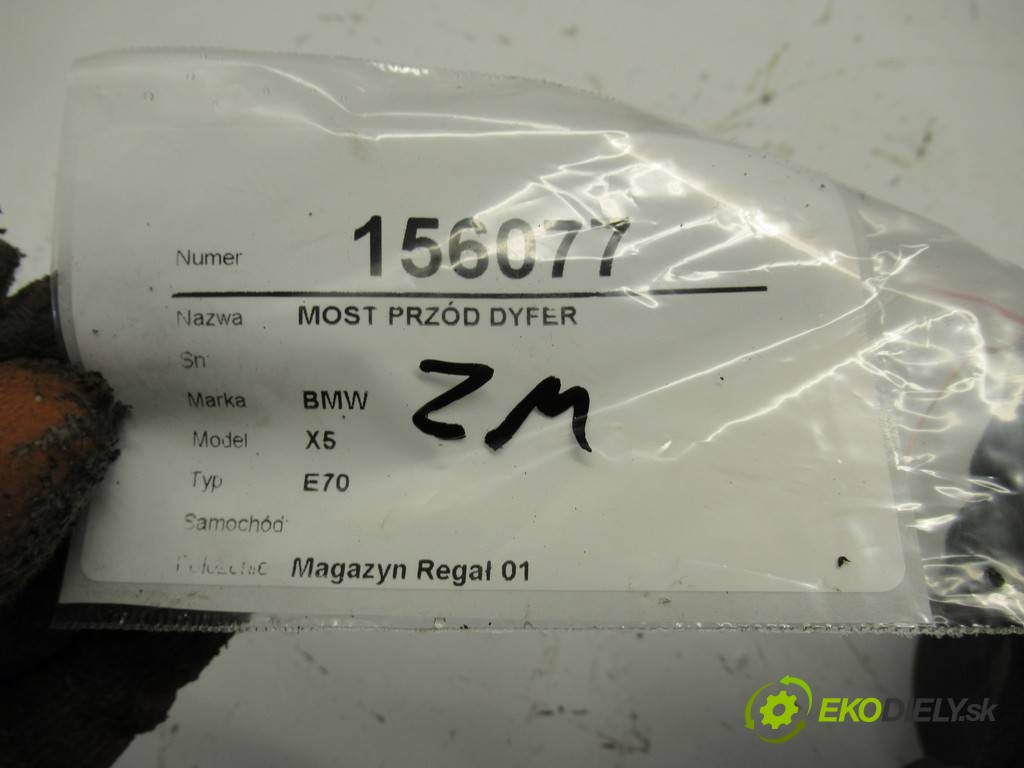 Numer 156077
Nazwa MOST PRZÓD DYFER
Sn
Marka BMW
ZM
Model X5
Typ E70
Samochód
Położenie Magazyn Regał 01
EKODIELY.sk